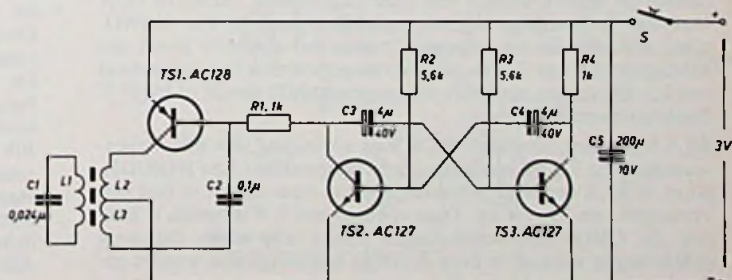 TS1. AC128
R1, 1k
C3
4µ
40V
R2
5,6k
R3
5,6k
R4
1k
C4
4µ
40V
S
+
C5
200µ
10V
3V
C1
0,024µ
L1
L2
L3
C2
0,1µ
TS2. AC127
TS3. AC127